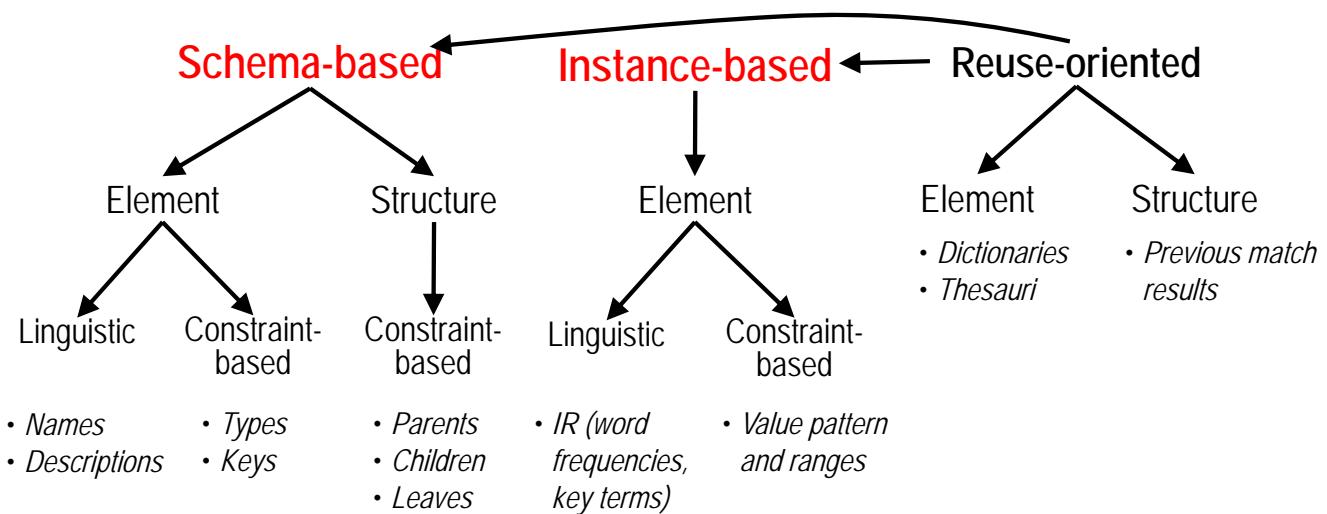 Schema-based
Instance-based
Reuse-oriented
Element
Structure
Element
Element
Structure
• Dictionaries
• Thesauri
• Previous match
results
Linguistic
Constraint-
based
Constraint-
based
Linguistic
Constraint-
based
• Names
• Descriptions
• Types
• Keys
• Parents
• Children
• Leaves
• IR (word
frequencies,
key terms)
• Value pattern
and ranges